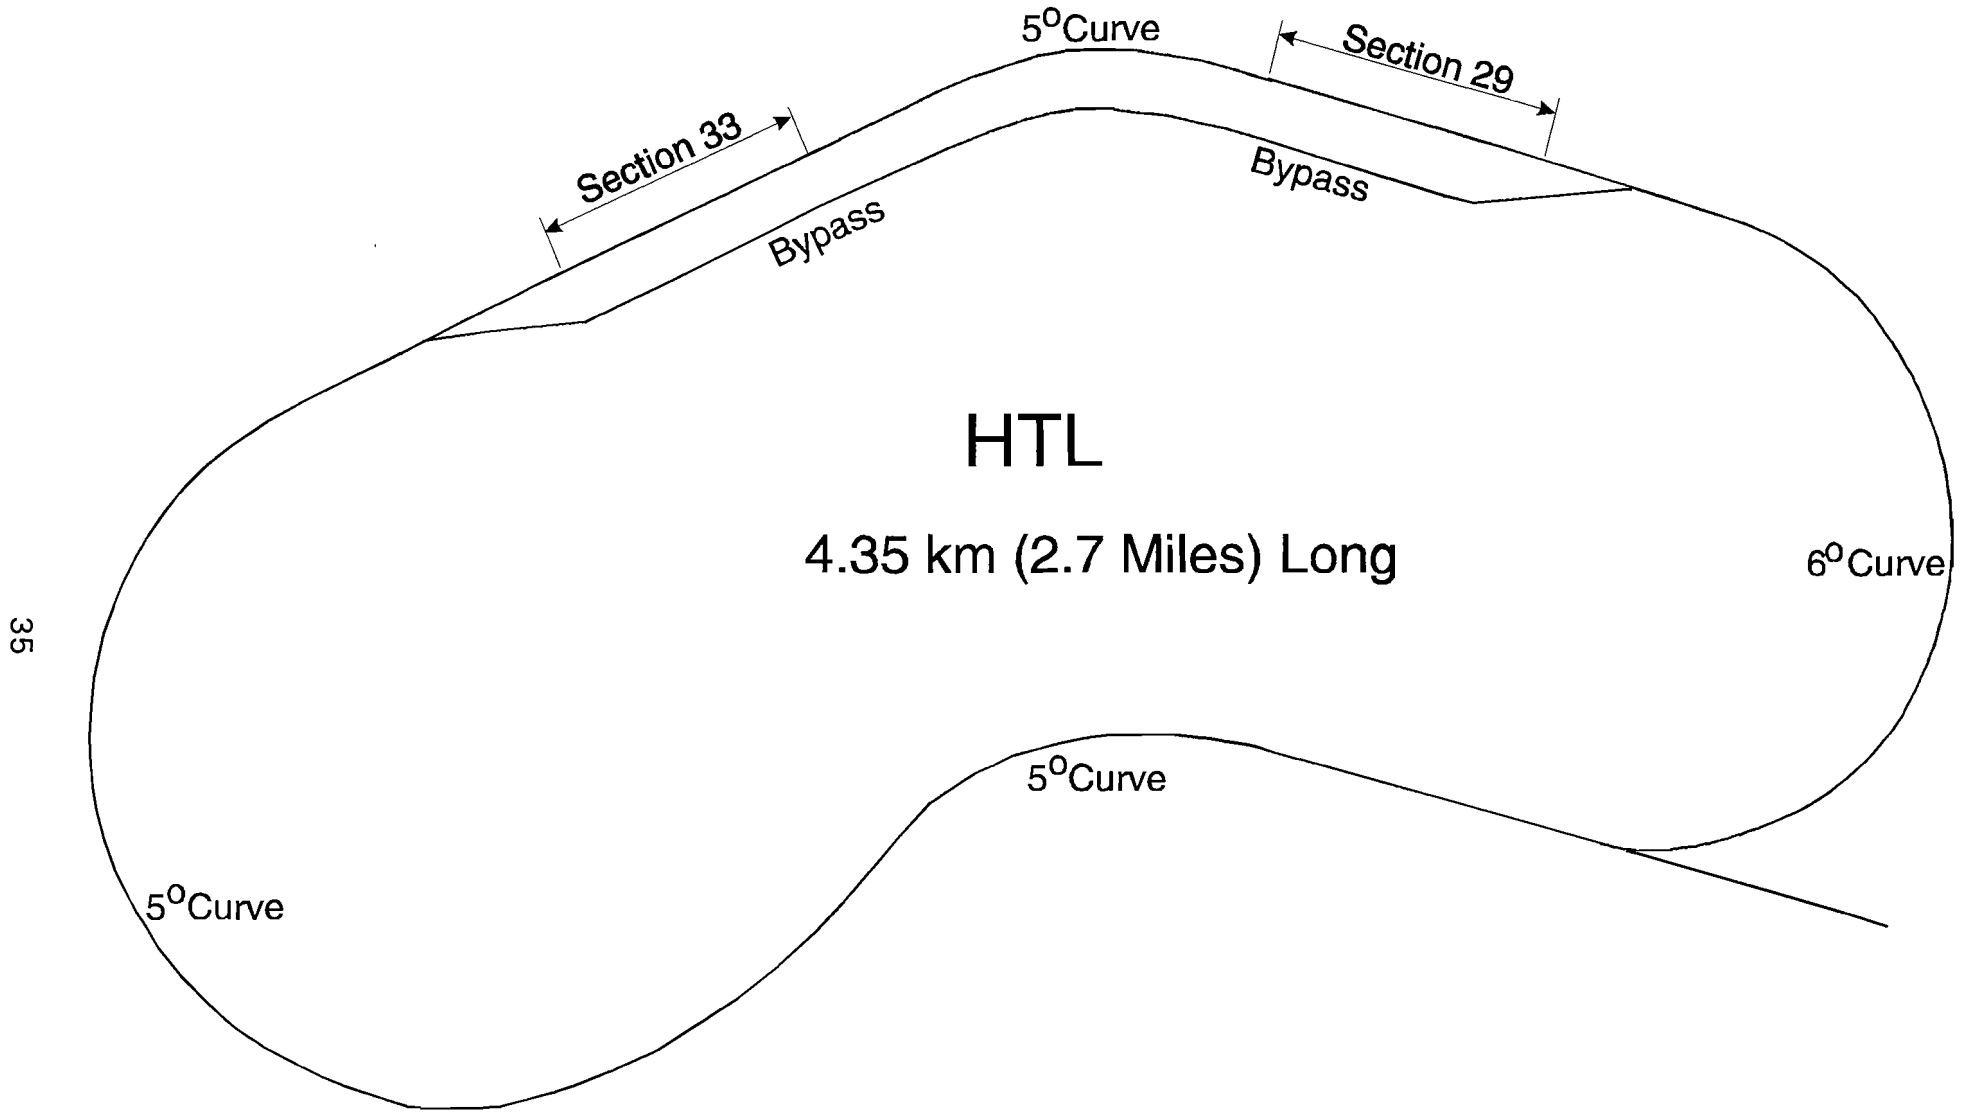 5°Curve
Section 29
Section 33
Bypass
Bypass
HTL
4.35 km (2.7 Miles) Long
6°Curve
35
5°Curve
5°Curve